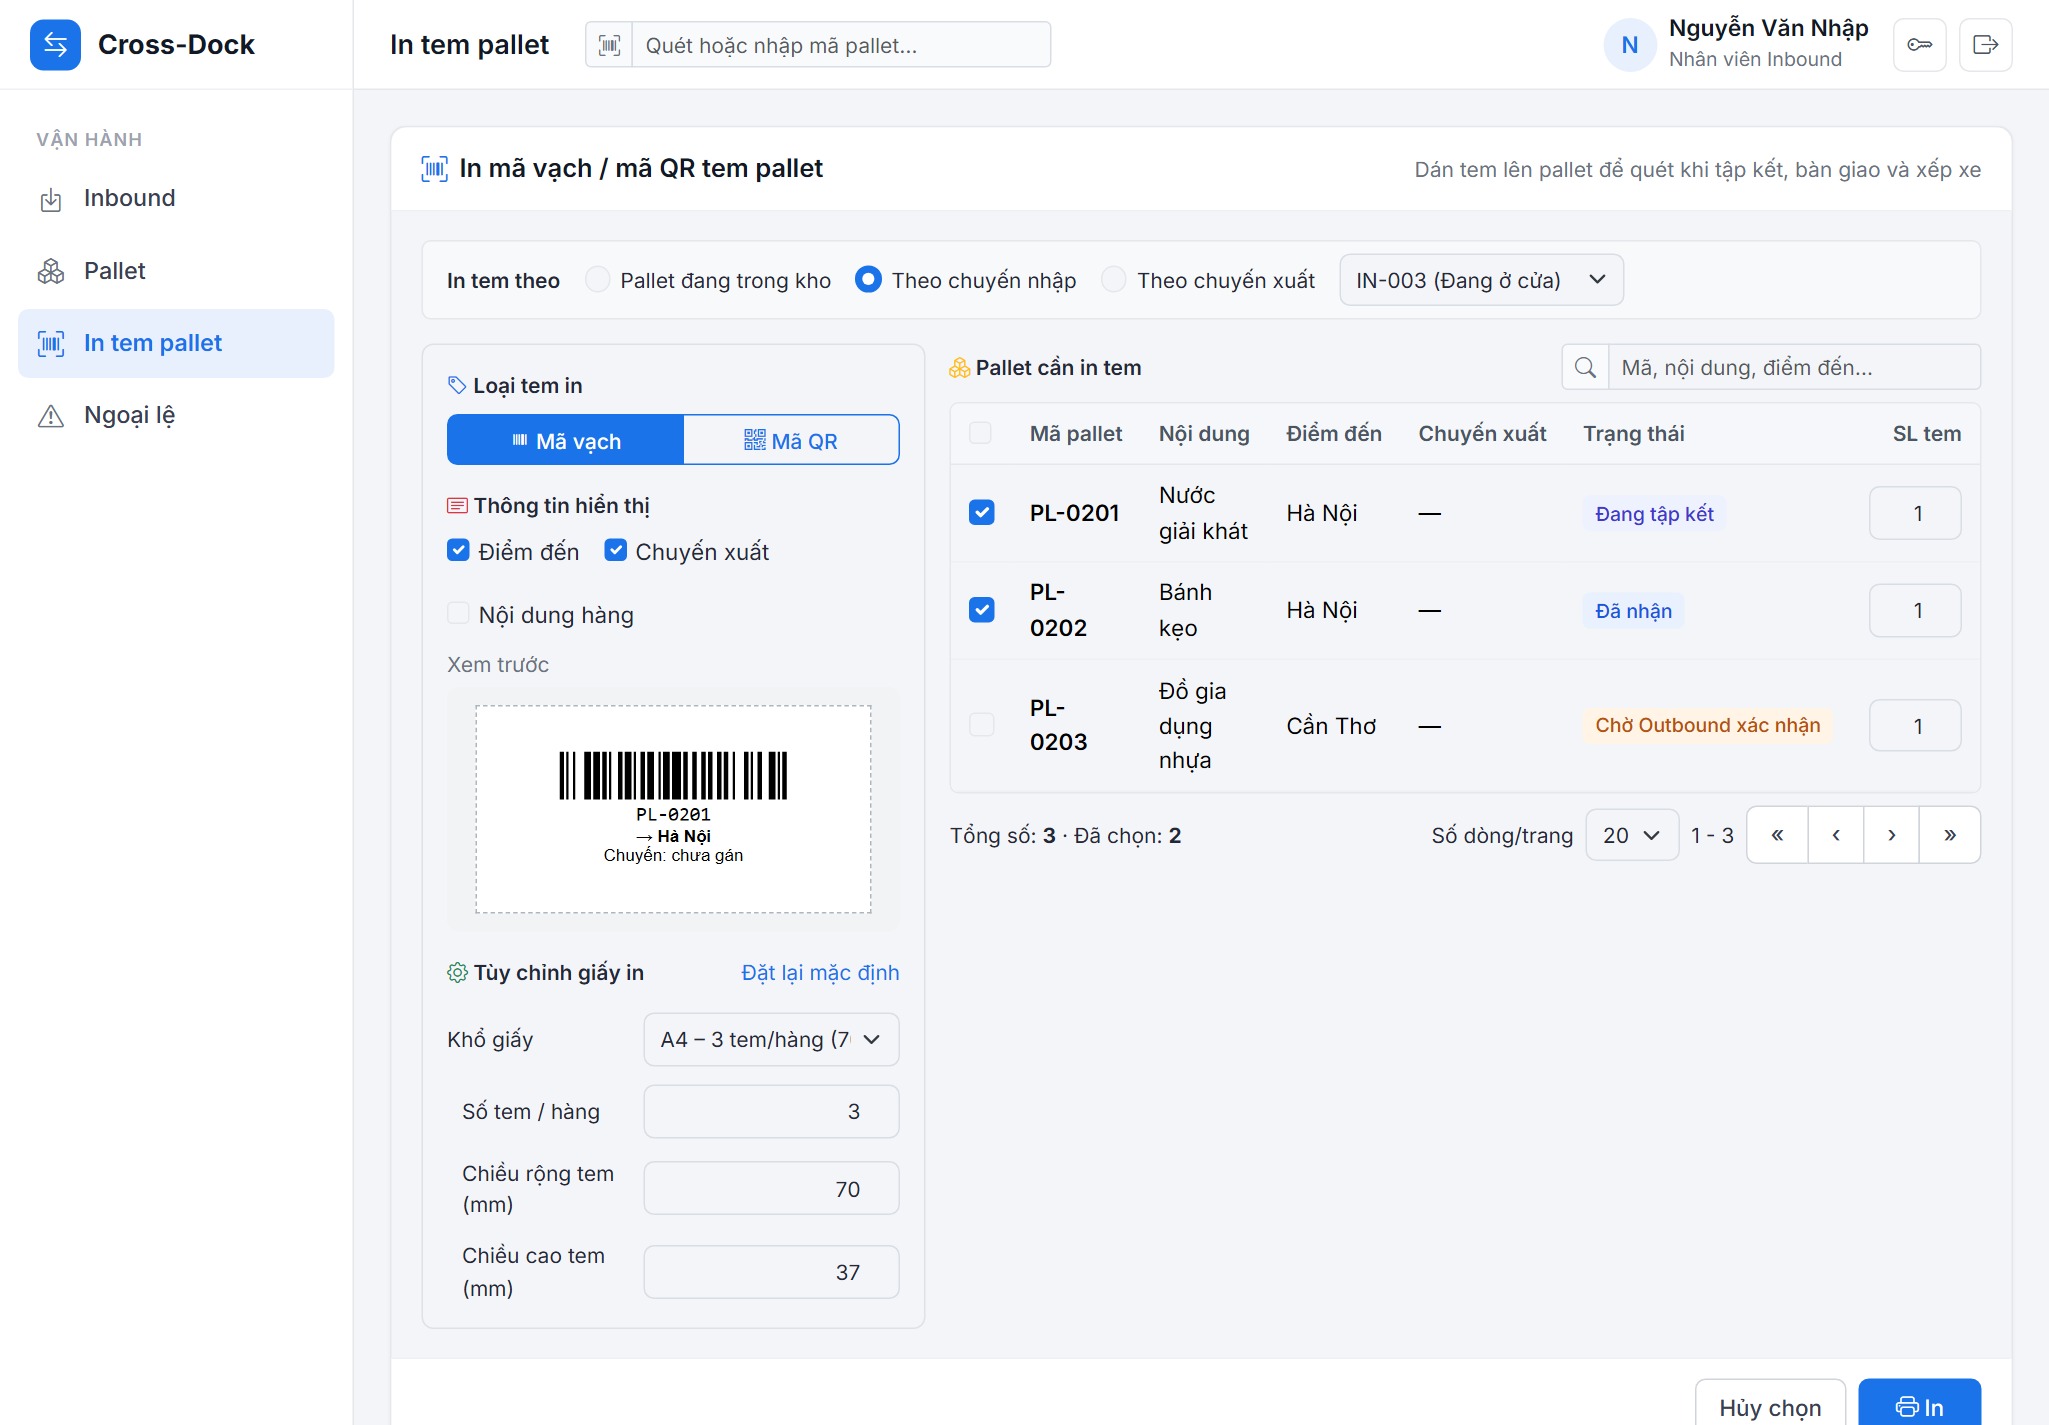 Cross-Dock
In tem pallet
Quét hoặc nhập mã pallet...
N
Nguyễn Văn Nhập
Nhân viên Inbound
VẬN HÀNH
Inbound
Pallet
In tem pallet
Ngoại lệ
In mã vạch / mã QR tem pallet
Dán tem lên pallet để quét khi tập kết, bàn giao và xếp xe
In tem theo
Pallet đang trong kho
Theo chuyến nhập
Theo chuyến xuất
IN-003 (Đang ở cửa)
Loại tem in
Mã vạch
Mã QR
Thông tin hiển thị
Điểm đến
Chuyến xuất
Nội dung hàng
Xem trước
PL-0201
→ Hà Nội
Chuyến: chưa gán
Tùy chỉnh giấy in
Đặt lại mặc định
Khổ giấy
A4 – 3 tem/hàng (7
Số tem / hàng
3
Chiều rộng tem
(mm)
70
Chiều cao tem
(mm)
37
Pallet cần in tem
Mã, nội dung, điểm đến...
Mã pallet
Nội dung
Điểm đến
Chuyến xuất
Trạng thái
SL tem
PL-0201
Nước
giải khát
Hà Nội
—
Đang tập kết
1
PL-
0202
Bánh
kẹo
Hà Nội
—
Đã nhận
1
PL-
0203
Đồ gia
dụng
nhựa
Cần Thơ
—
Chờ Outbound xác nhận
1
Tổng số: 3 · Đã chọn: 2
Số dòng/trang
20
1 - 3
«
‹
›
»
Hủy chọn
In